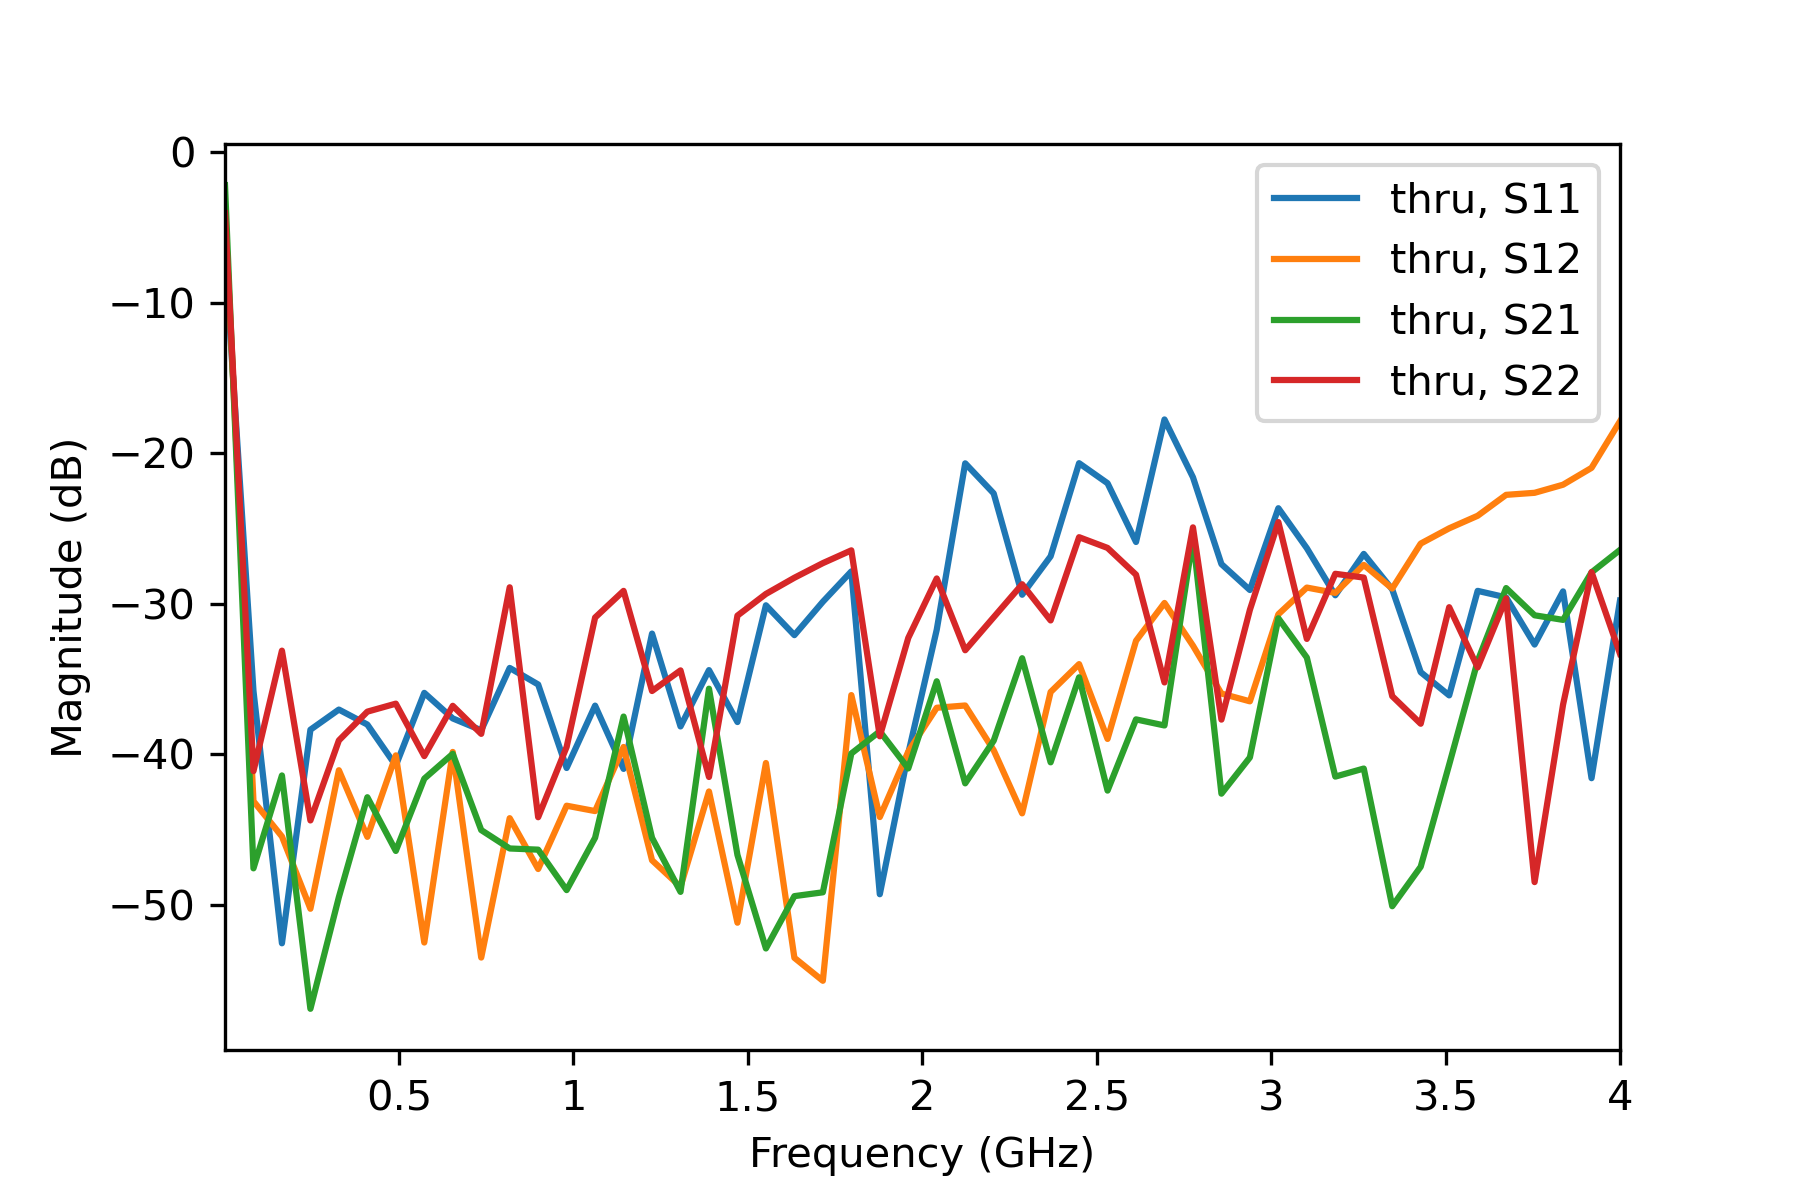 0
−10
−20
−30
−40
−50
Magnitude (dB)
thru, S11
thru, S12
thru, S21
thru, S22
0.5 1 1.5 2 2.5 3 3.5 4
Frequency (GHz)